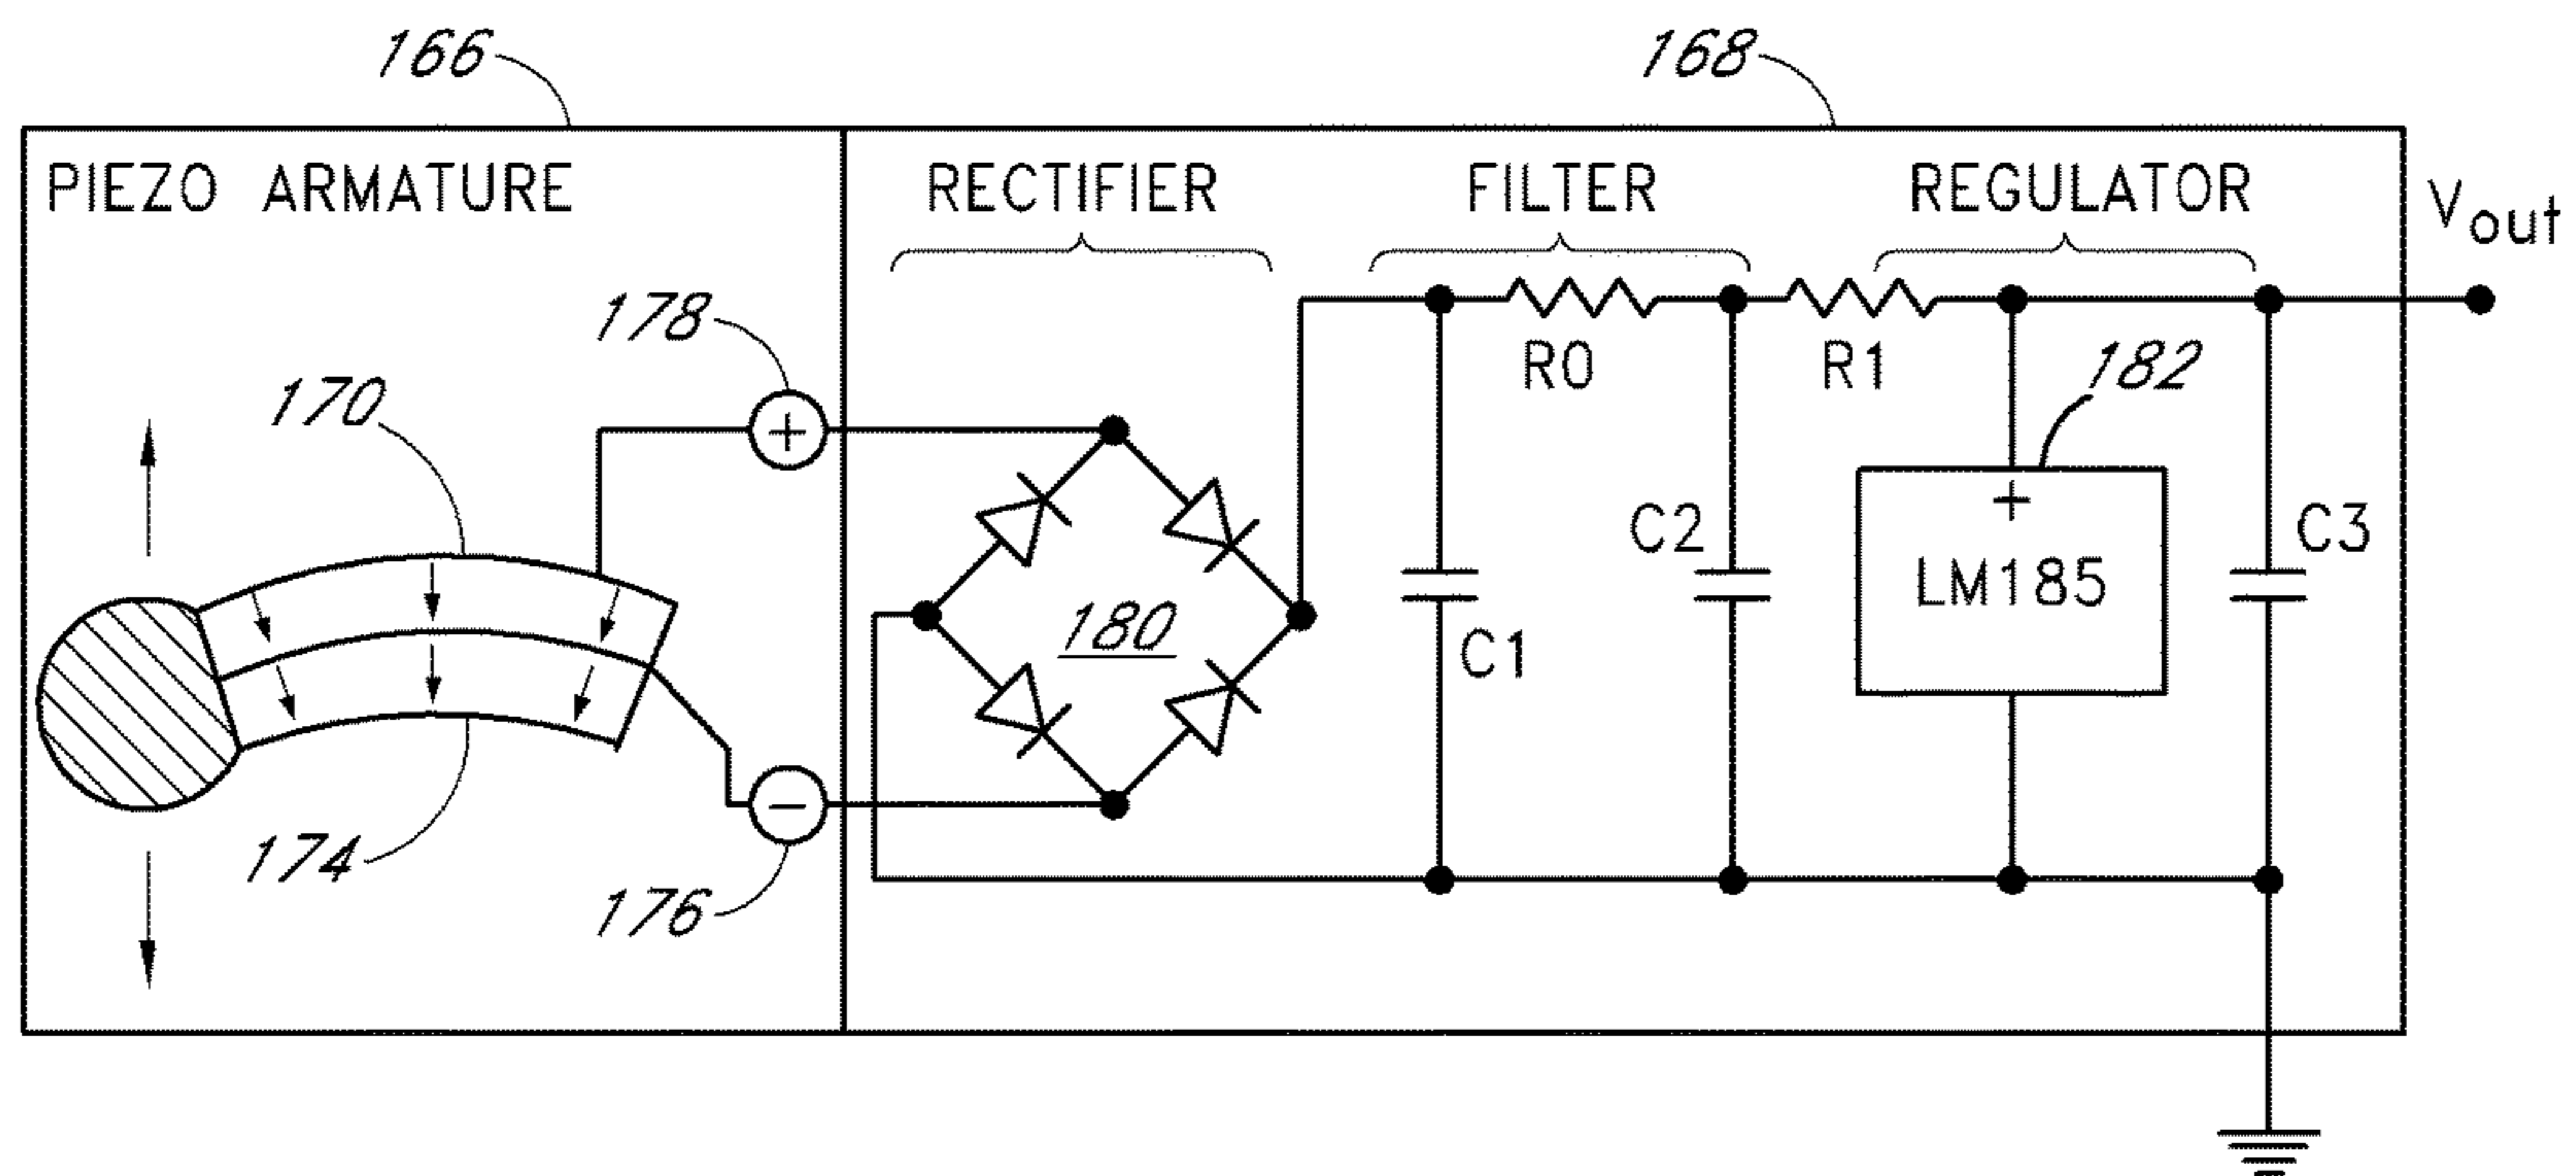 166
168
PIEZO ARMATURE
RECTIFIER
FILTER
REGULATOR
Vout
178
170
R0
R1
182
+
+
C2
C3
LM185
180
C1
174
−
176